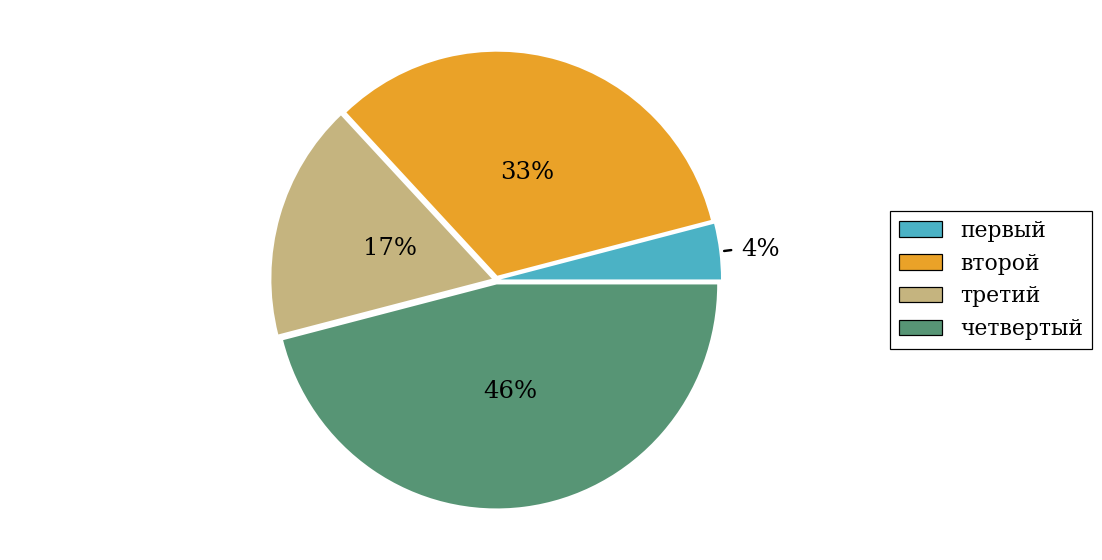 33%
17%
4%
46%
первый
второй
третий
четвертый